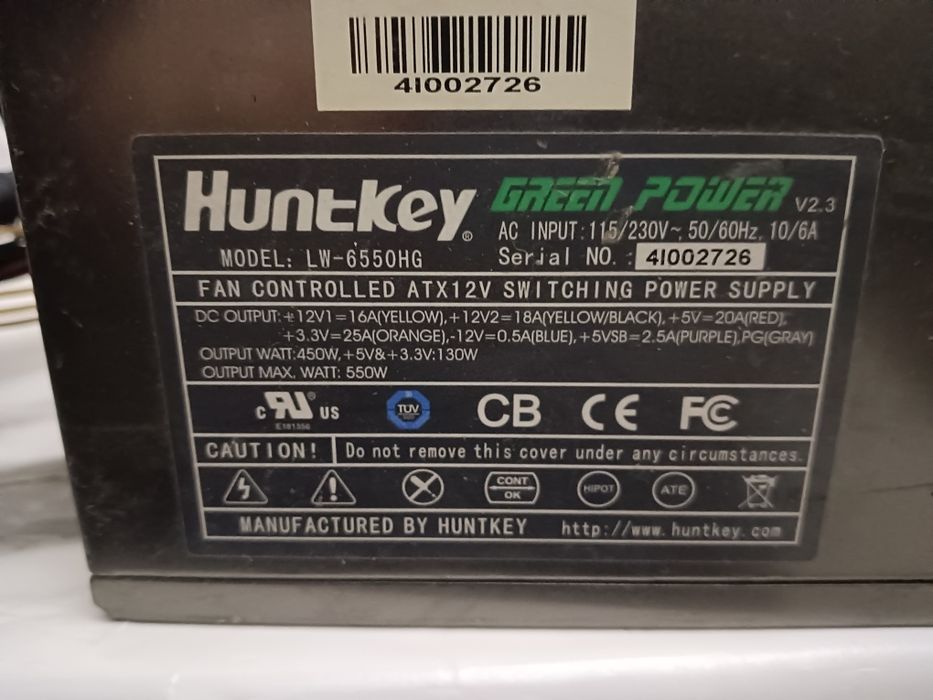 41002726
Huntkey® GREEN POWER V2.3
AC INPUT:115/230V~ 50/60Hz, 10/6A
MODEL: LW-6550HG Serial NO.: 41002726
FAN CONTROLLED ATX12V SWITCHING POWER SUPPLY
DC OUTPUT:+12V1=16A(YELLOW),+12V2=18A(YELLOW/BLACK),+5V=20A(RED),
+3.3V=25A(ORANGE),-12V=0.5A(BLUE),+5VSB=2.5A(PURPLE),PG(GRAY)
OUTPUT WATT:450W,+5V&+3.3V:130W
OUTPUT MAX. WATT: 550W
c RU® US TUV CB CE FC
E181356
CAUTION! Do not remove this cover under any circumstances.
CONT OK HIPOT ATE
MANUFACTURED BY HUNTKEY http://www.huntkey.com